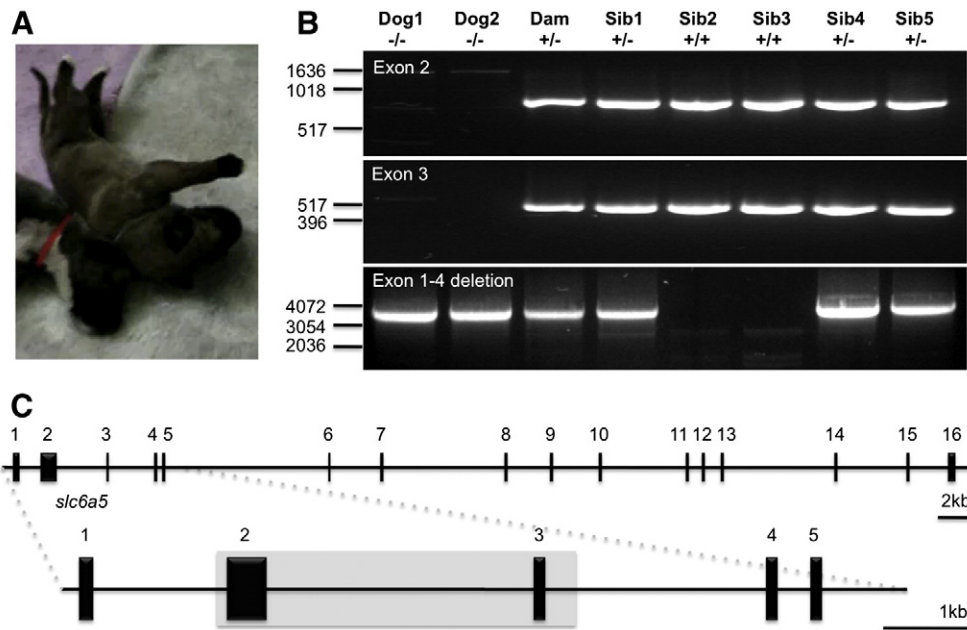 A
B
Dog1 Dog2 Dam Sib1 Sib2 Sib3 Sib4 Sib5
-/- -/- +/- +/- +/+ +/+ +/- +/-
Exon 2
1636
1018
517
Exon 3
517
396
Exon 1-4 deletion
4072
3054
2036
C
1 2 3 4 5 6 7 8 9 10 11 12 13 14 15 16
slc6a5
2kb
1 2 3 4 5
1kb